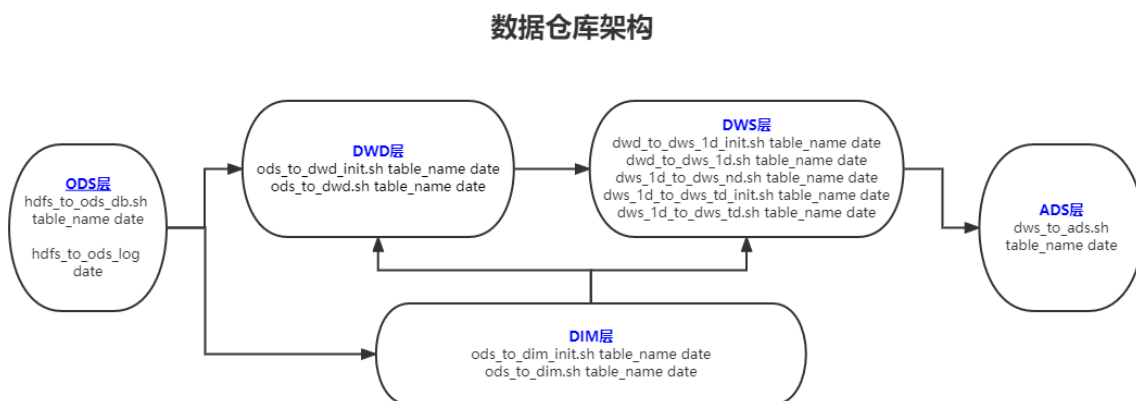 数据仓库架构
ODS层
hdfs_to_ods_db.sh
table_name date
hdfs_to_ods_log
date
DWD层
ods_to_dwd_init.sh table_name date
ods_to_dwd.sh table_name date
DWS层
dwd_to_dws_1d_init.sh table_name date
dwd_to_dws_1d.sh table_name date
dws_1d_to_dws_nd.sh table_name date
dws_1d_to_dws_td_init.sh table_name date
dws_1d_to_dws_td.sh table_name date
ADS层
dws_to_ads.sh
table_name date
DIM层
ods_to_dim_init.sh table_name date
ods_to_dim.sh table_name date